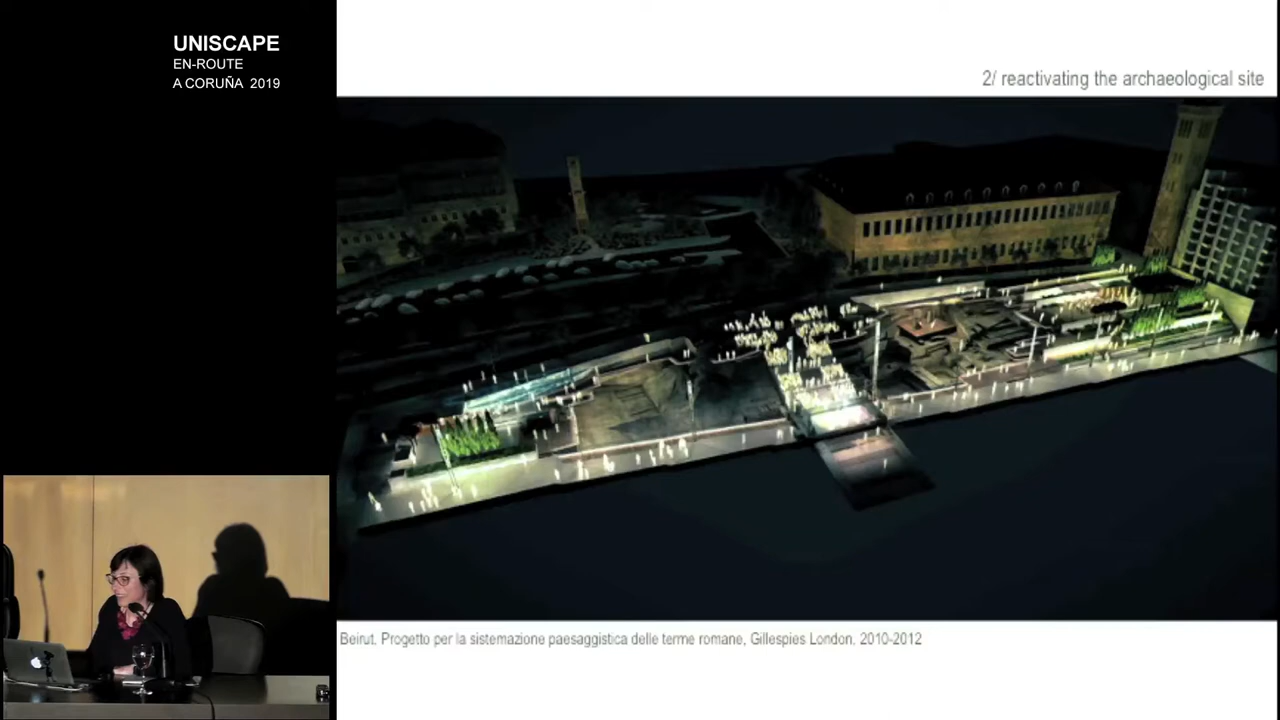 UNISCAPE
EN-ROUTE
A CORUÑA 2019
2/ reactivating the archaeological site
Beirut. Progetto per la sistemazione paesaggistica delle terme romane, Gillespies London. 2010-2012